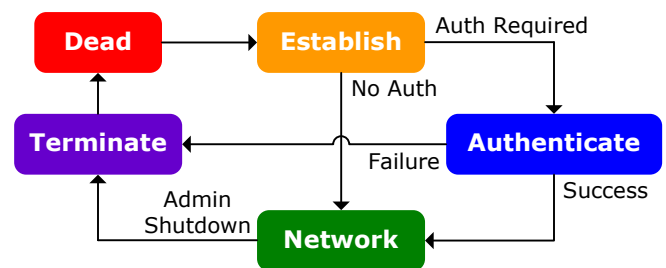 Dead
Establish
Auth Required
No Auth
Terminate
Authenticate
Failure
Success
Admin
Shutdown
Network